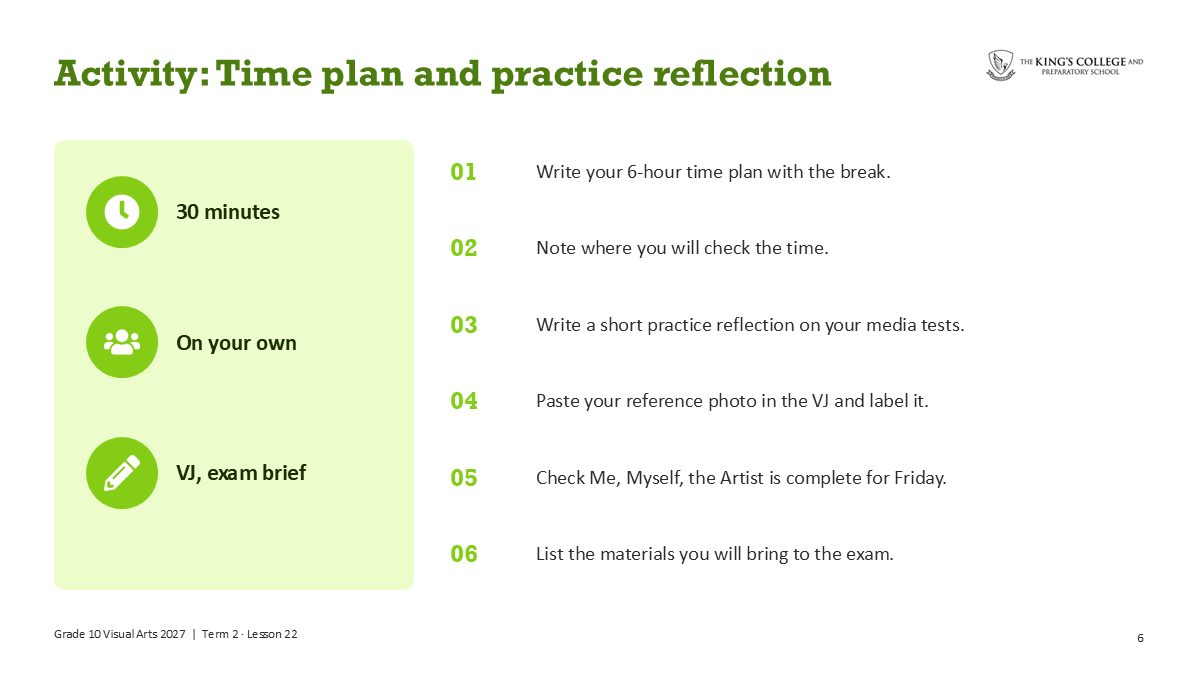 Activity: Time plan and practice reflection
THE KING'S COLLEGE AND
PREPARATORY SCHOOL
30 minutes
On your own
VJ, exam brief
01 Write your 6-hour time plan with the break.
02 Note where you will check the time.
03 Write a short practice reflection on your media tests.
04 Paste your reference photo in the VJ and label it.
05 Check Me, Myself, the Artist is complete for Friday.
06 List the materials you will bring to the exam.
Grade 10 Visual Arts 2027 | Term 2 · Lesson 22
6